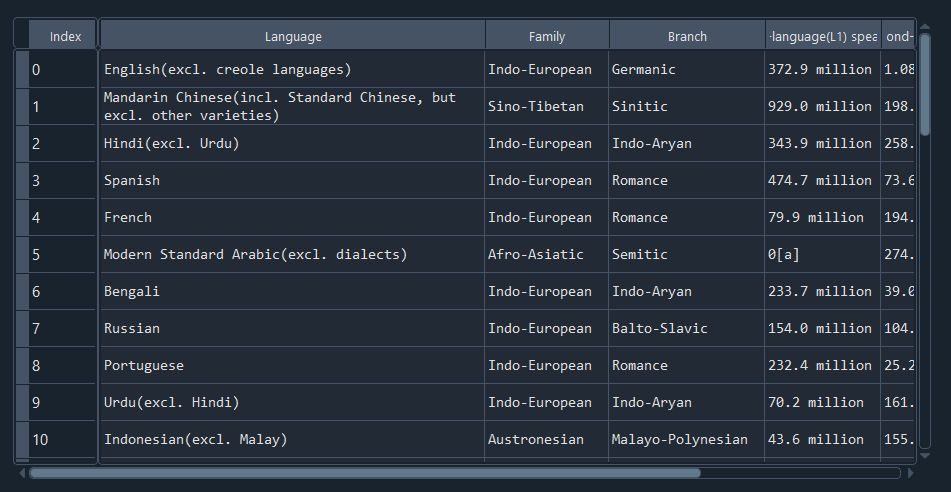 Index Language Family Branch -language(L1) spea ond-
0 English(excl. creole languages) Indo-European Germanic 372.9 million 1.08
1 Mandarin Chinese(incl. Standard Chinese, but excl. other varieties) Sino-Tibetan Sinitic 929.0 million 198.
2 Hindi(excl. Urdu) Indo-European Indo-Aryan 343.9 million 258.
3 Spanish Indo-European Romance 474.7 million 73.6
4 French Indo-European Romance 79.9 million 194.
5 Modern Standard Arabic(excl. dialects) Afro-Asiatic Semitic 0[a] 274.
6 Bengali Indo-European Indo-Aryan 233.7 million 39.0
7 Russian Indo-European Balto-Slavic 154.0 million 104.
8 Portuguese Indo-European Romance 232.4 million 25.2
9 Urdu(excl. Hindi) Indo-European Indo-Aryan 70.2 million 161.
10 Indonesian(excl. Malay) Austronesian Malayo-Polynesian 43.6 million 155.